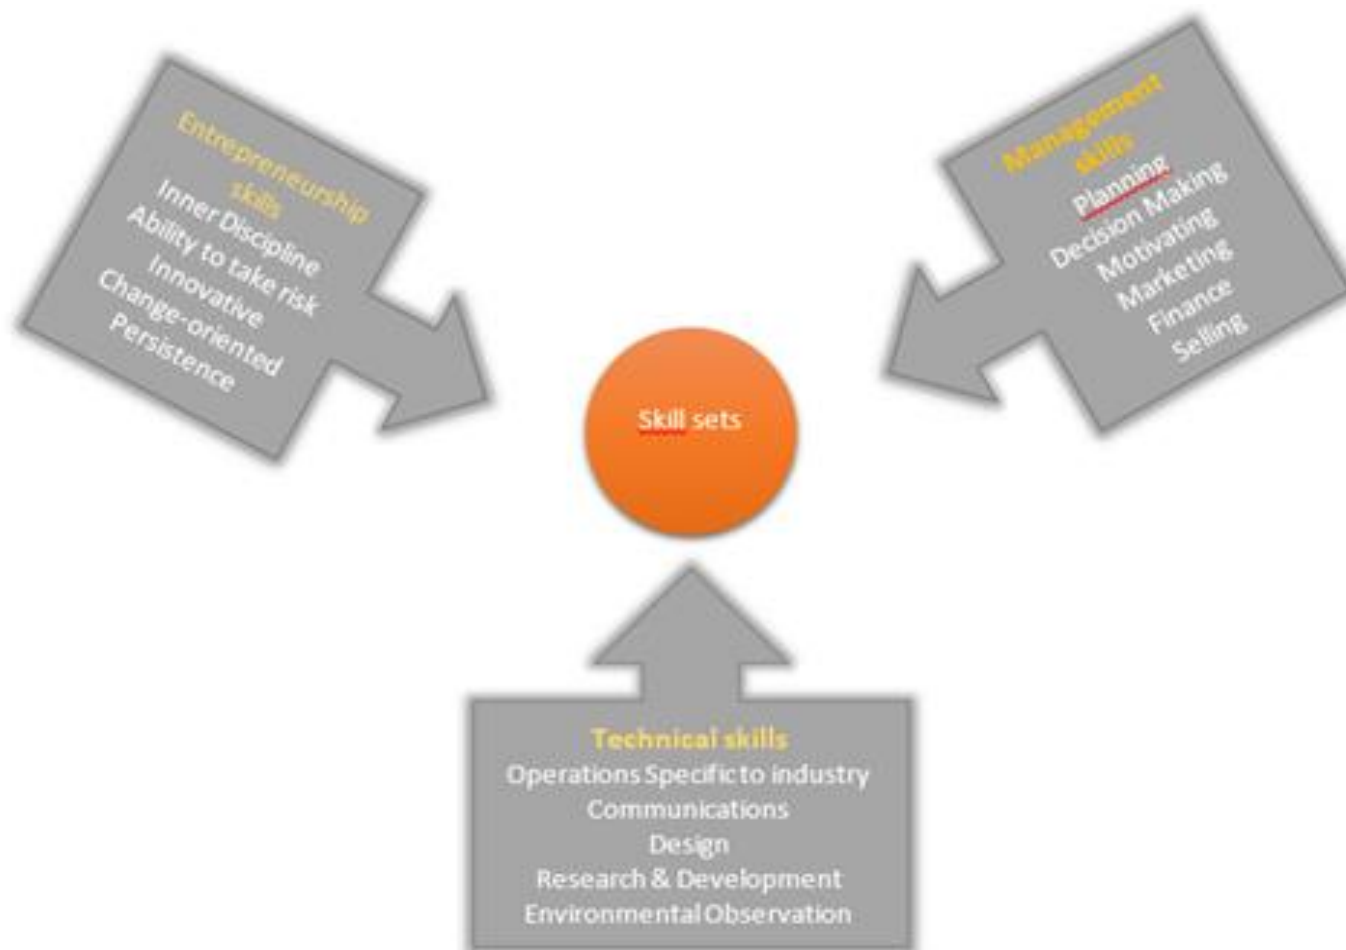 Entrepreneurship
skills
Inner Discipline
Ability to take risk
Innovative
Change-oriented
Persistence
Management
skills
Planning
Decision Making
Motivating
Marketing
Finance
Selling
Skill sets
Technical skills
Operations Specific to industry
Communications
Design
Research & Development
Environmental Observation